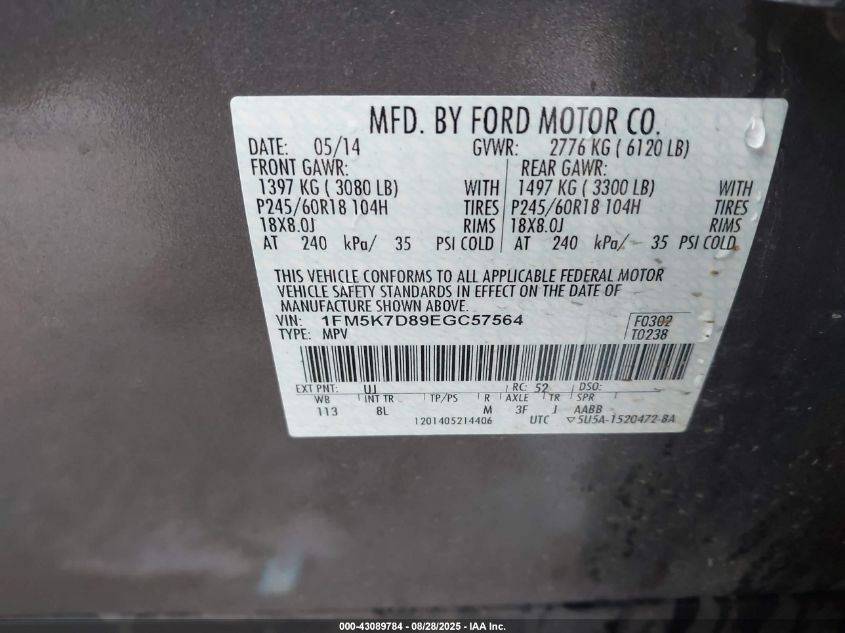 MFD. BY FORD MOTOR CO.
DATE: 05/14 GVWR: 2776 KG ( 6120 LB)
FRONT GAWR: REAR GAWR:
1397 KG ( 3080 LB) WITH 1497 KG ( 3300 LB) WITH
P245/60R18 104H TIRES P245/60R18 104H TIRES
18X8.0J RIMS 18X8.0J RIMS
AT 240 kPa/ 35 PSI COLD AT 240 kPa/ 35 PSI COLD
THIS VEHICLE CONFORMS TO ALL APPLICABLE FEDERAL MOTOR
VEHICLE SAFETY STANDARDS IN EFFECT ON THE DATE OF
MANUFACTURE SHOWN ABOVE.
VIN: 1FM5K7D89EGC57564 F0302
TYPE: MPV T0238
EXT PNT: UJ RC: 52 DSO:
WB INT TR TP/PS R AXLE TR SPR
113 8L M 3F J AABB
1201405214406 UTC ▽5U5A-1520472-8A
000-43089784 - 08/28/2025 - IAA Inc.